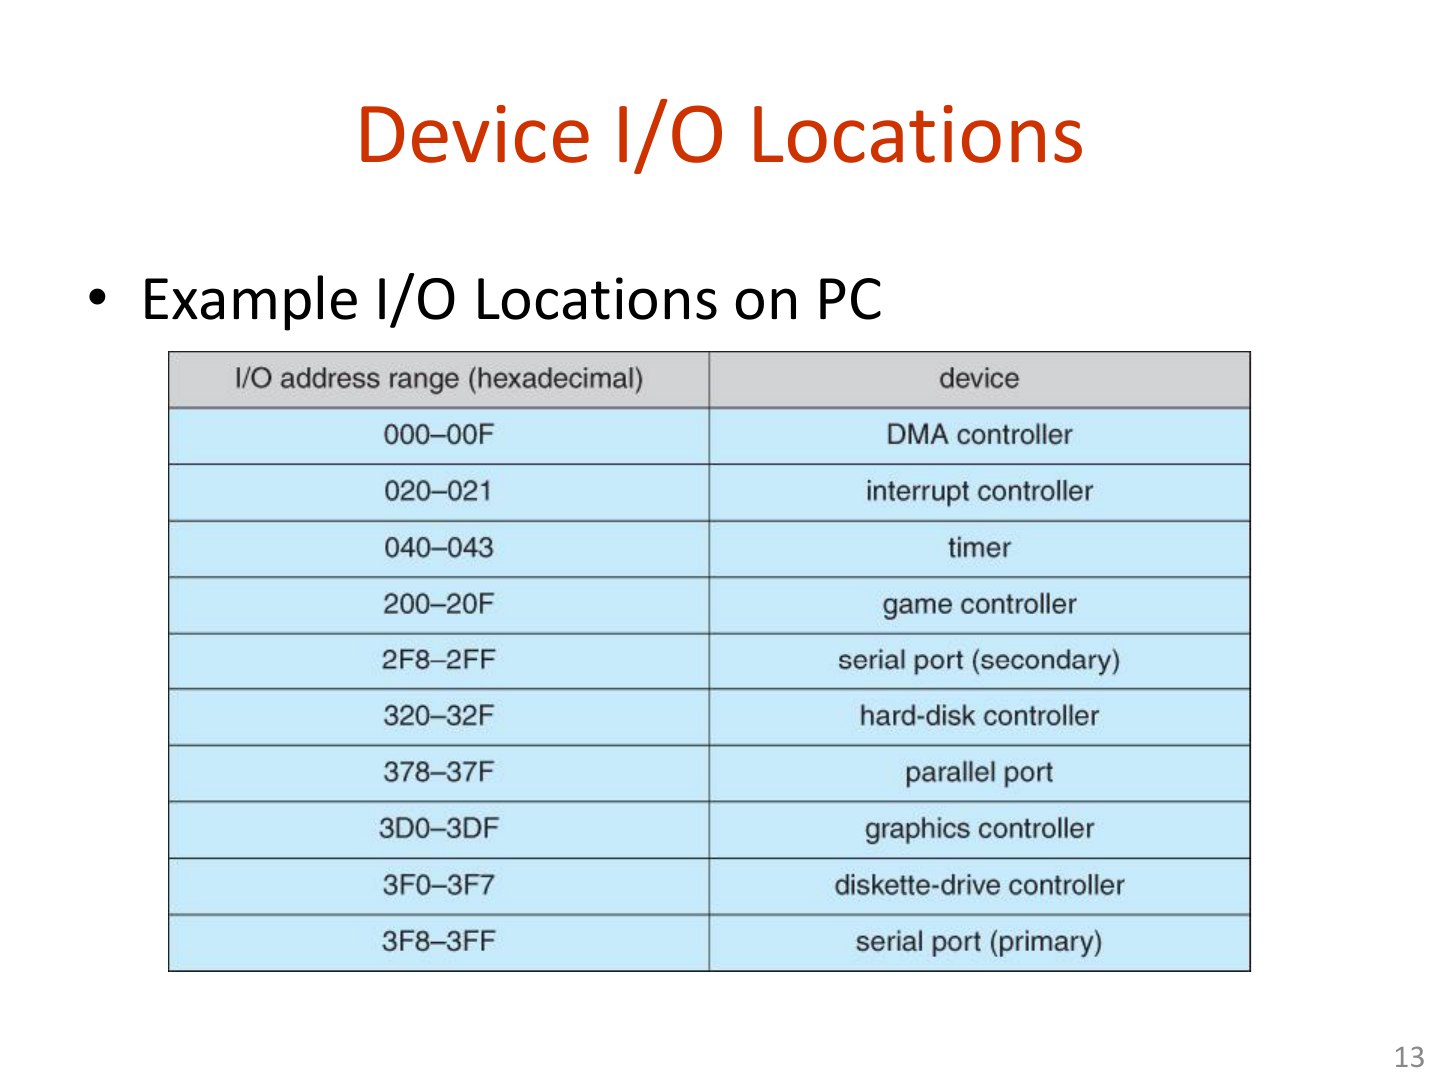 Device I/O Locations
• Example I/O Locations on PC
I/O address range (hexadecimal) device
000–00F DMA controller
020–021 interrupt controller
040–043 timer
200–20F game controller
2F8–2FF serial port (secondary)
320–32F hard-disk controller
378–37F parallel port
3D0–3DF graphics controller
3F0–3F7 diskette-drive controller
3F8–3FF serial port (primary)
13